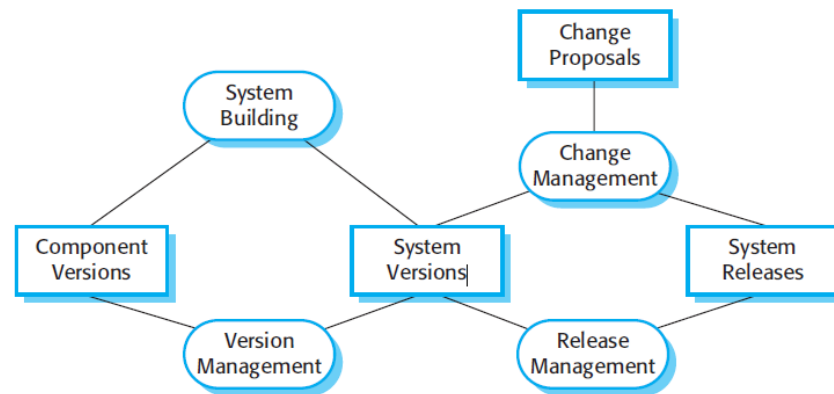 Change
Proposals
System
Building
Change
Management
Component
Versions
System
Versions
System
Releases
Version
Management
Release
Management